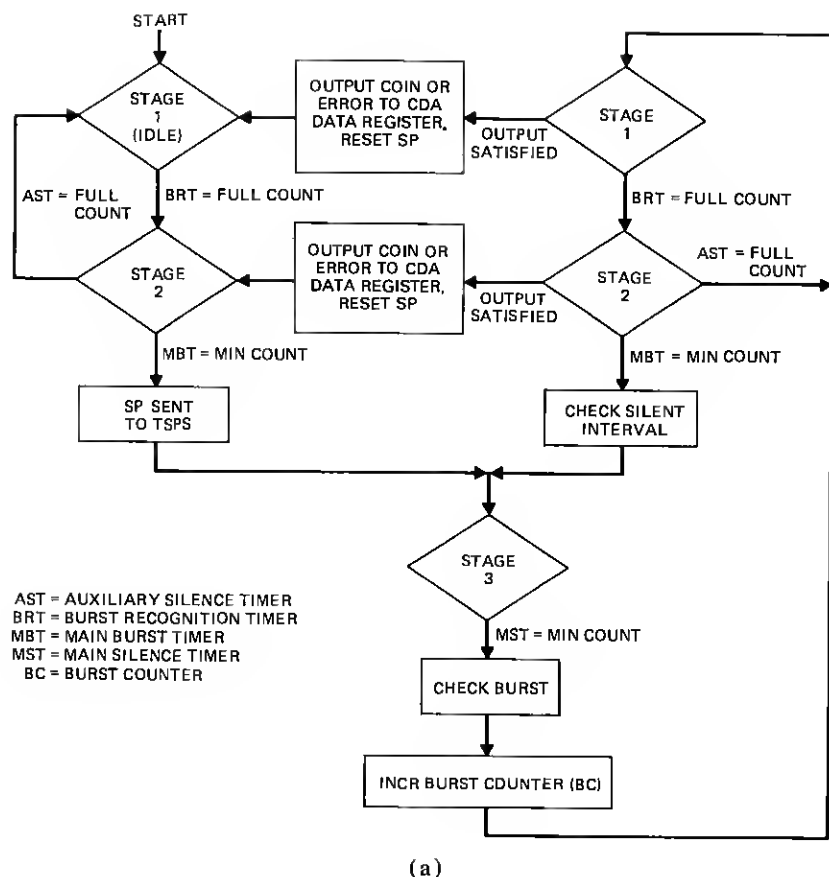 START
STAGE
1
(IDLE)
OUTPUT COIN OR
ERROR TO CDA
DATA REGISTER,
RESET SP
OUTPUT
SATISFIED
STAGE
1
AST = FULL
COUNT
BRT = FULL COUNT
BRT = FULL COUNT
STAGE
2
OUTPUT COIN OR
ERROR TO CDA
DATA REGISTER,
RESET SP
OUTPUT
SATISFIED
STAGE
2
AST = FULL
COUNT
MBT = MIN COUNT
MBT = MIN COUNT
SP SENT
TO TSPS
CHECK SILENT
INTERVAL
STAGE
3
AST = AUXILIARY SILENCE TIMER
BRT = BURST RECOGNITION TIMER
MBT = MAIN BURST TIMER
MST = MAIN SILENCE TIMER
BC = BURST COUNTER
MST = MIN COUNT
CHECK BURST
INCR BURST COUNTER (BC)
(a)